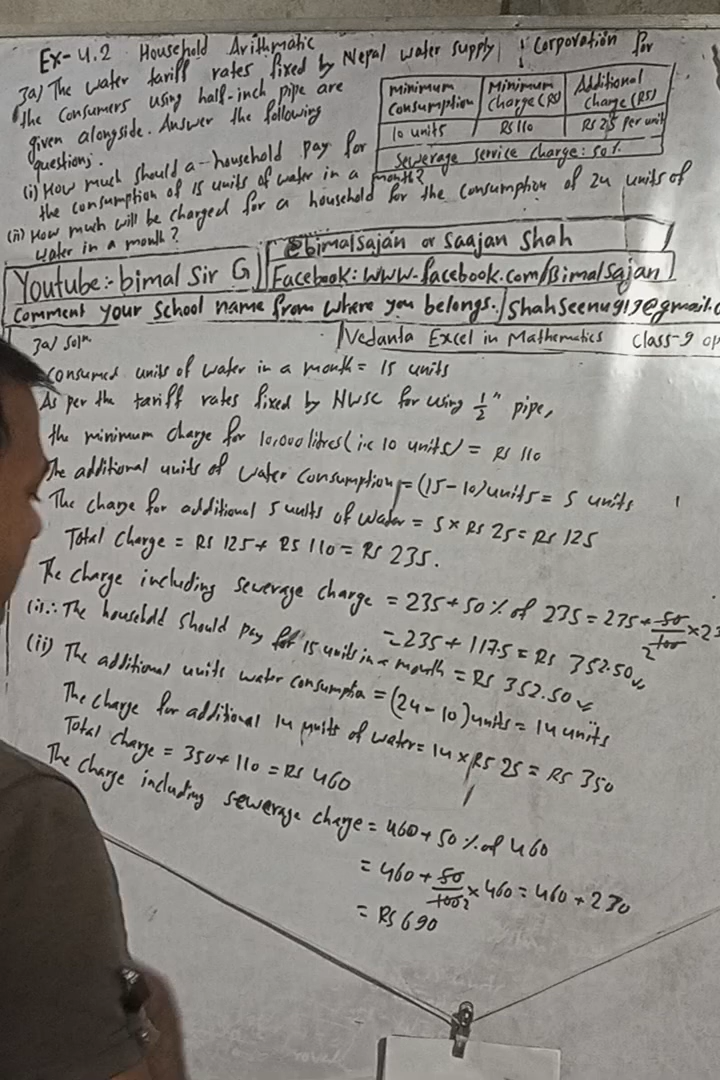 Ex-4.2 Household Arithmatic
3a) The water tariff rates fixed by Nepal water supply Corporation for
the consumers using half-inch pipe are
given alongside. Answer the following
questions.
Minimum consumption | Minimum charge (RS) | Additional charge (RS)
10 units | RS 110 | RS 25 per unit
Sewerage service charge: 50%
(i) How much should a household pay for
the consumption of 15 units of water in a month?
(ii) How much will be charged for a household for the consumption of 24 units of
water in a month?
Youtube:- bimal Sir G
@bimalsajan or Saajan Shah
Facebook: www.facebook.com/Bimalsajan
Comment your School name from where you belongs. / Shahseenu913@gmail.c
3a) Solⁿ
Vedanta Excel in Mathematics Class-9 op
Consumed units of water in a month = 15 units
As per the tariff rates fixed by NWSC for using 1/2" pipe,
the minimum charge for 10,000 litres (i.e 10 units) = RS 110
The additional units of water consumption = (15-10) units = 5 units
The charge for additional 5 units of water = 5 × RS 25 = RS 125
Total charge = RS 125 + RS 110 = RS 235.
The charge including sewerage charge = 235 + 50% of 235 = 235 + 50/100 × 23
= 235 + 117.5 = RS 352.50
(i) ∴ The household should pay for 15 units in a month = RS 352.50
(ii) The additional units water consumptn = (24-10) units = 14 units
The charge for additional 14 units of water = 14 × RS 25 = RS 350
Total charge = 350 + 110 = RS 460
The charge including sewerage charge = 460 + 50% of 460
= 460 + 50/100 × 460 = 460 + 230
= RS 690